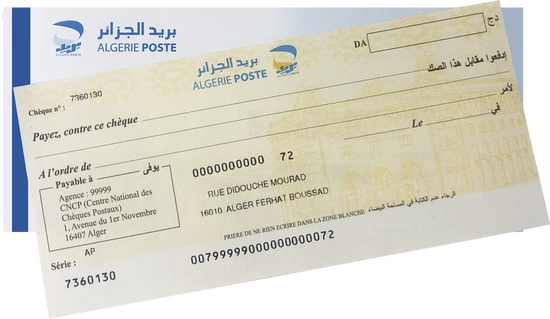 بريد الجزائر
ALGERIE POSTE
بريد الجزائر
ALGERIE POSTE
DA دج
Chèque n° : 7360130
Payez, contre ce chèque إدفعوا مقابل هذا الصك
A l'ordre de لأمر
Le في
Payable à يوفى
Agence : 99999
CNCP (Centre National des
Chèques Postaux)
1, Avenue du 1er Novembre
16407 Alger
0000000000 72
RUE DIDOUCHE MOURAD
16010 ALGER FERHAT BOUSSAD
الرجاء عدم الكتابة في المساحة البيضاء
PRIERE DE NE RIEN ECRIRE DANS LA ZONE BLANCHE
Série : AP
7360130
00799999000000000072